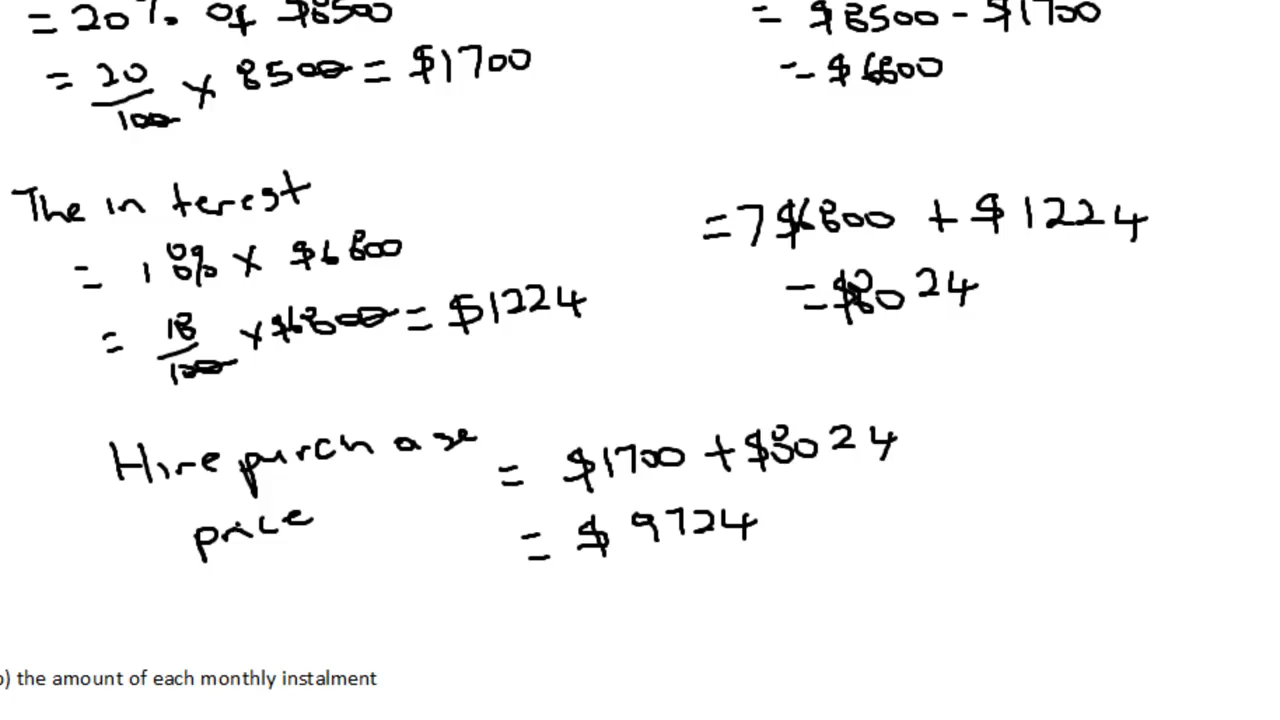 = 20% of $8500
= 20/100 × 8500 = $1700
= $8500 - $1700
= $6800
The interest
= 18% × $6800
= 18/100 × $6800 = $1224
= 7 $6800 + $1224
= $8024
Hire purchase price
= $1700 + $8024
= $9724
b) the amount of each monthly instalment